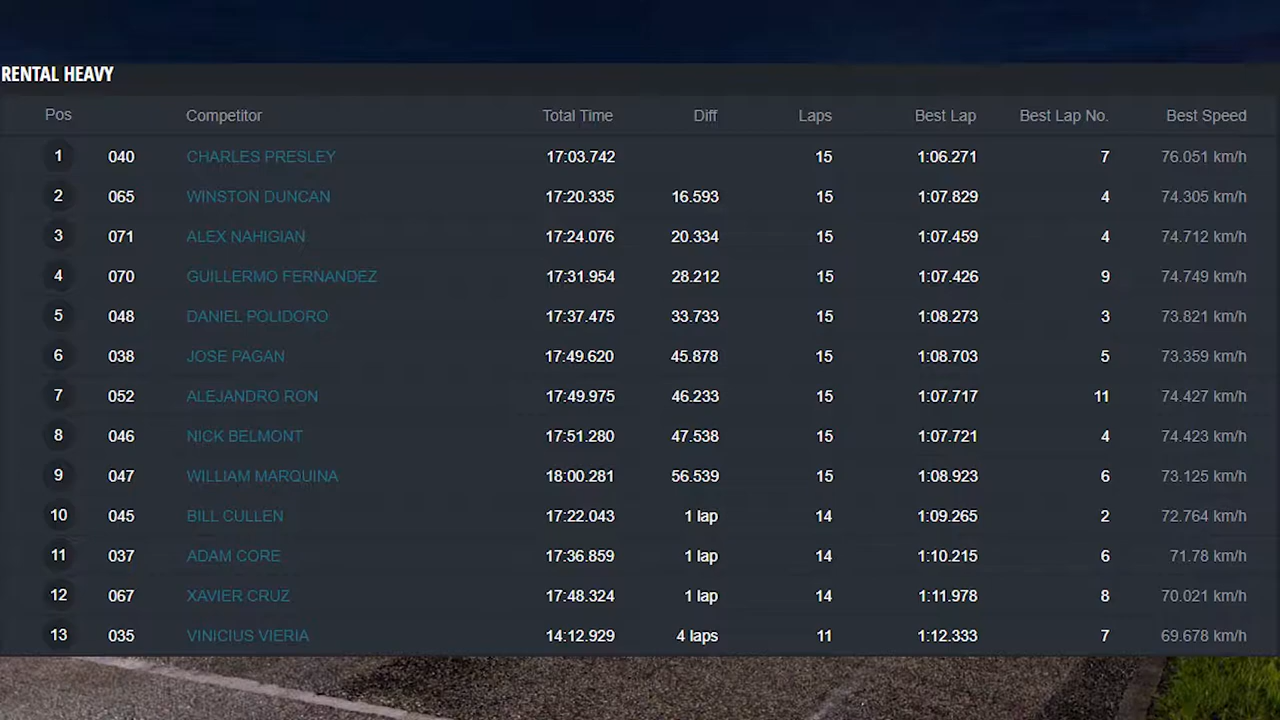 RENTAL HEAVY
Pos Competitor Total Time Diff Laps Best Lap Best Lap No. Best Speed
1 040 CHARLES PRESLEY 17:03.742 15 1:06.271 7 76.051 km/h
2 065 WINSTON DUNCAN 17:20.335 16.593 15 1:07.829 4 74.305 km/h
3 071 ALEX NAHIGIAN 17:24.076 20.334 15 1:07.459 4 74.712 km/h
4 070 GUILLERMO FERNANDEZ 17:31.954 28.212 15 1:07.426 9 74.749 km/h
5 048 DANIEL POLIDORO 17:37.475 33.733 15 1:08.273 3 73.821 km/h
6 038 JOSE PAGAN 17:49.620 45.878 15 1:08.703 5 73.359 km/h
7 052 ALEJANDRO RON 17:49.975 46.233 15 1:07.717 11 74.427 km/h
8 046 NICK BELMONT 17:51.280 47.538 15 1:07.721 4 74.423 km/h
9 047 WILLIAM MARQUINA 18:00.281 56.539 15 1:08.923 6 73.125 km/h
10 045 BILL CULLEN 17:22.043 1 lap 14 1:09.265 2 72.764 km/h
11 037 ADAM CORE 17:36.859 1 lap 14 1:10.215 6 71.78 km/h
12 067 XAVIER CRUZ 17:48.324 1 lap 14 1:11.978 8 70.021 km/h
13 035 VINICIUS VIERIA 14:12.929 4 laps 11 1:12.333 7 69.678 km/h